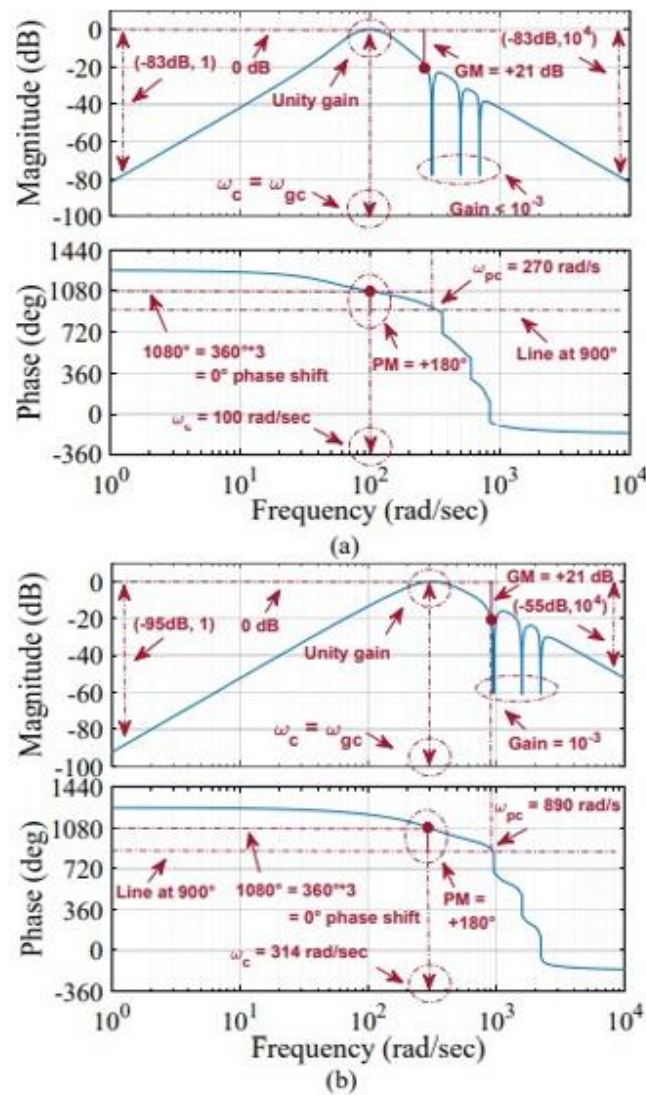 0
-20
-40
-60
-80
-100
Magnitude (dB)
(-83dB, 1)
0 dB
Unity gain
GM = +21 dB
(-83dB,10⁴)
ω_c = ω_gc
Gain < 10⁻³
1440
1080
720
360
0
-360
Phase (deg)
1080° = 360°*3
= 0° phase shift
PM = +180°
ω_pc = 270 rad/s
Line at 900°
= 100 rad/sec
10⁰
10¹
10²
10³
10⁴
Frequency (rad/sec)
(a)
0
-20
-40
-60
-80
-100
Magnitude (dB)
(-95dB, 1)
0 dB
Unity gain
GM = +21 dB
(-55dB,10⁴)
ω_c = ω_gc
Gain = 10⁻³
1440
1080
720
360
0
-360
Phase (deg)
Line at 900°
1080° = 360°*3
= 0° phase shift
PM =
+180°
ω_pc = 890 rad/s
ω_c = 314 rad/sec
10⁰
10¹
10²
10³
10⁴
Frequency (rad/sec)
(b)